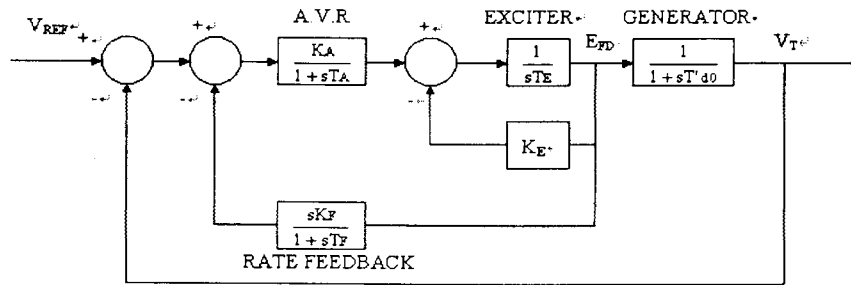 A.V.R.
EXCITER
GENERATOR
V_REF
+
+
+
E_FD
V_T
K_A
1 + sT_A
1
sT_E
1
1 + sT'd0
-
-
-
K_E
sK_F
1 + sT_F
RATE FEEDBACK